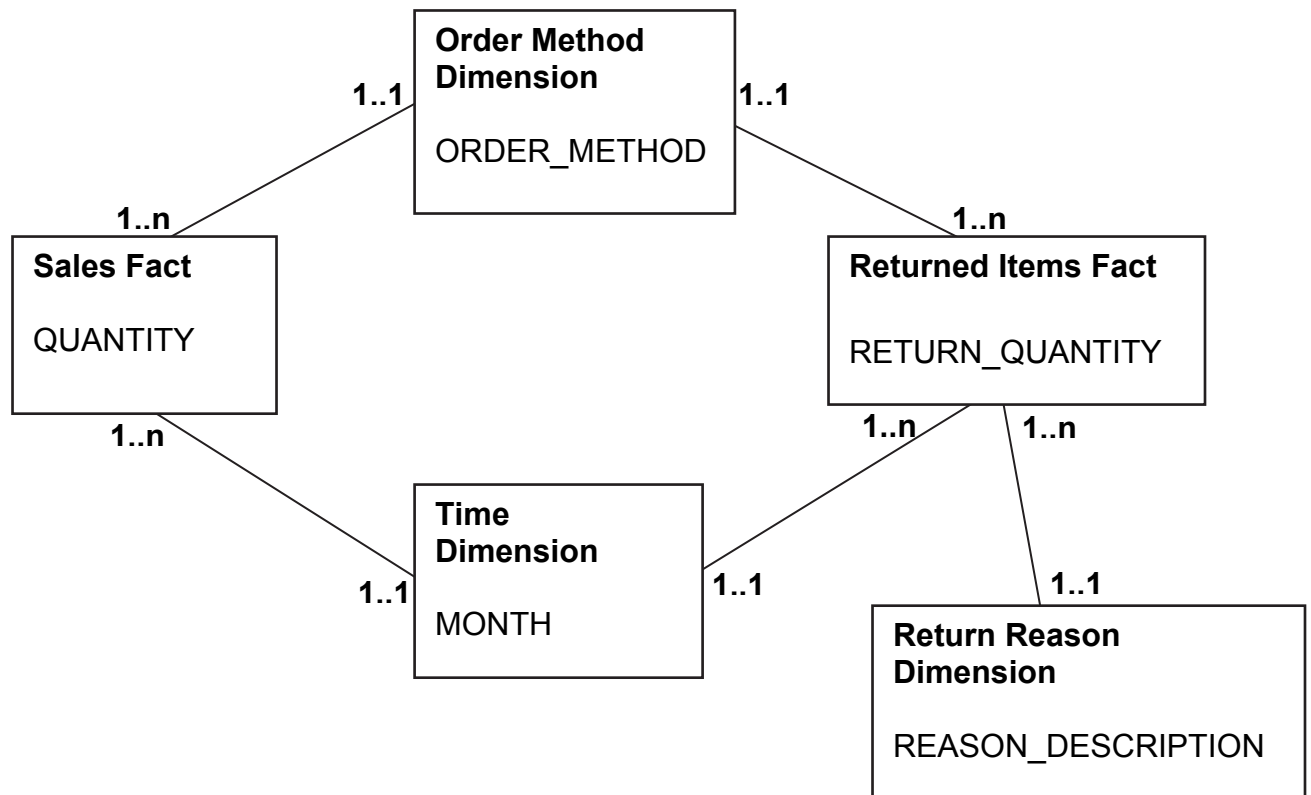 Order Method
Dimension
1..1
1..1
ORDER_METHOD
1..n
1..n
Sales Fact
QUANTITY
Returned Items Fact
RETURN_QUANTITY
1..n
1..n
1..n
Time
Dimension
MONTH
1..1
1..1
1..1
Return Reason
Dimension
REASON_DESCRIPTION